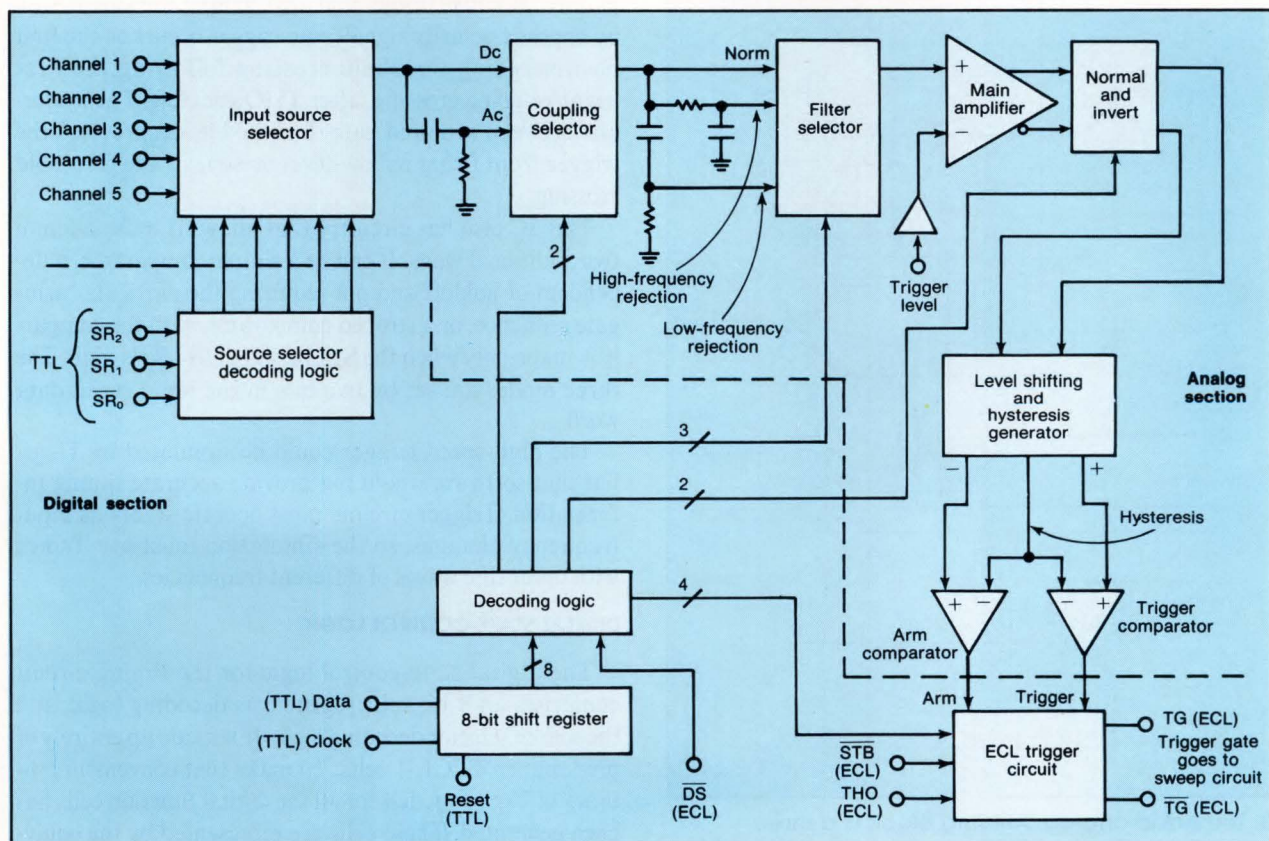 Channel 1
Channel 2
Channel 3
Channel 4
Channel 5
Input source
selector
Dc
Ac
Coupling
selector
Norm
Filter
selector
+
Main
amplifier
−
Normal
and
invert
2
High-frequency
rejection
Low-frequency
rejection
Trigger
level
TTL
SR2
SR1
SR0
Source selector
decoding logic
Digital section
Analog
section
Level shifting
and
hysteresis
generator
−
+
Hysteresis
3
2
4
Decoding logic
8
(TTL) Data
(TTL) Clock
8-bit shift register
Reset
(TTL)
DS
(ECL)
+
−
−
+
Arm
comparator
Trigger
comparator
Arm
Trigger
STB
(ECL)
THO
(ECL)
ECL trigger
circuit
TG (ECL)
Trigger gate
goes to
sweep circuit
TG (ECL)